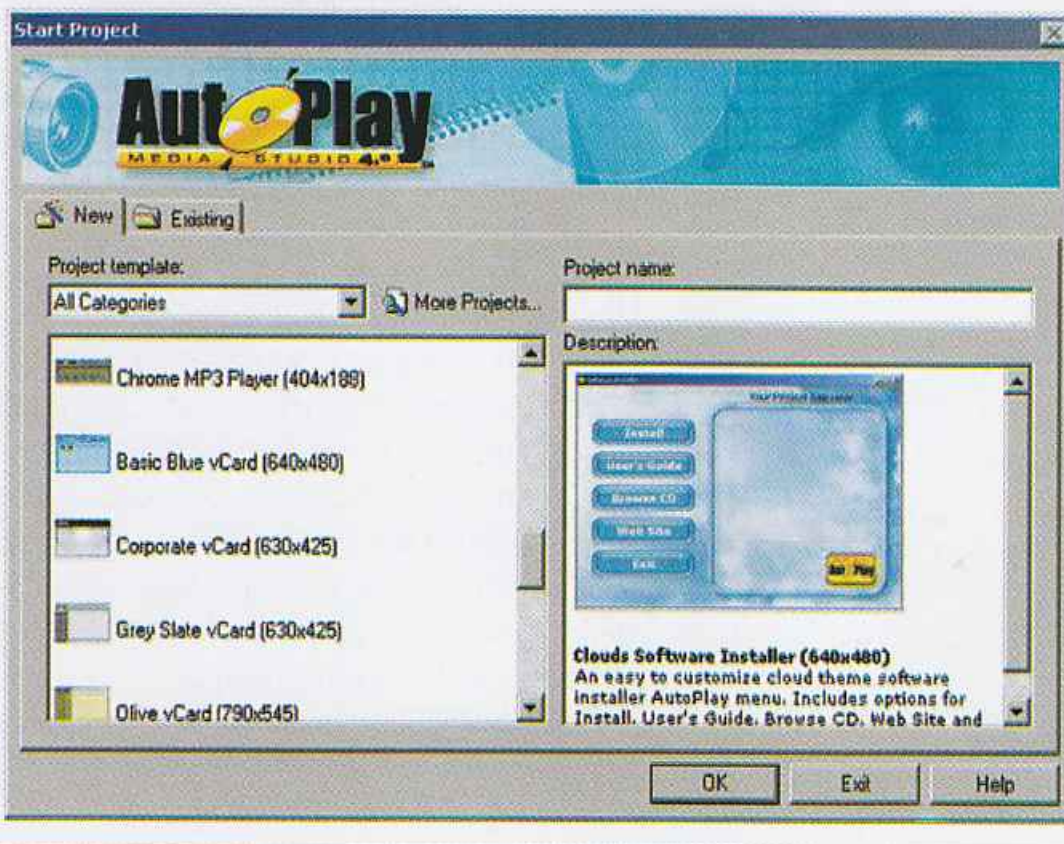 Start Project
AutoPlay
MEDIA STUDIO 4.0
New
Existing
Project template:
All Categories
More Projects...
Chrome MP3 Player (404x188)
Basic Blue vCard (640x480)
Corporate vCard (630x425)
Grey Slate vCard (630x425)
Olive vCard (790x545)
Project name:
Description:
Install
User's Guide
Browse CD
Web Site
Exit
Clouds Software Installer (640x480)
An easy to customize cloud theme software
installer AutoPlay menu. Includes options for
Install, User's Guide, Browse CD, Web Site and
OK
Exit
Help